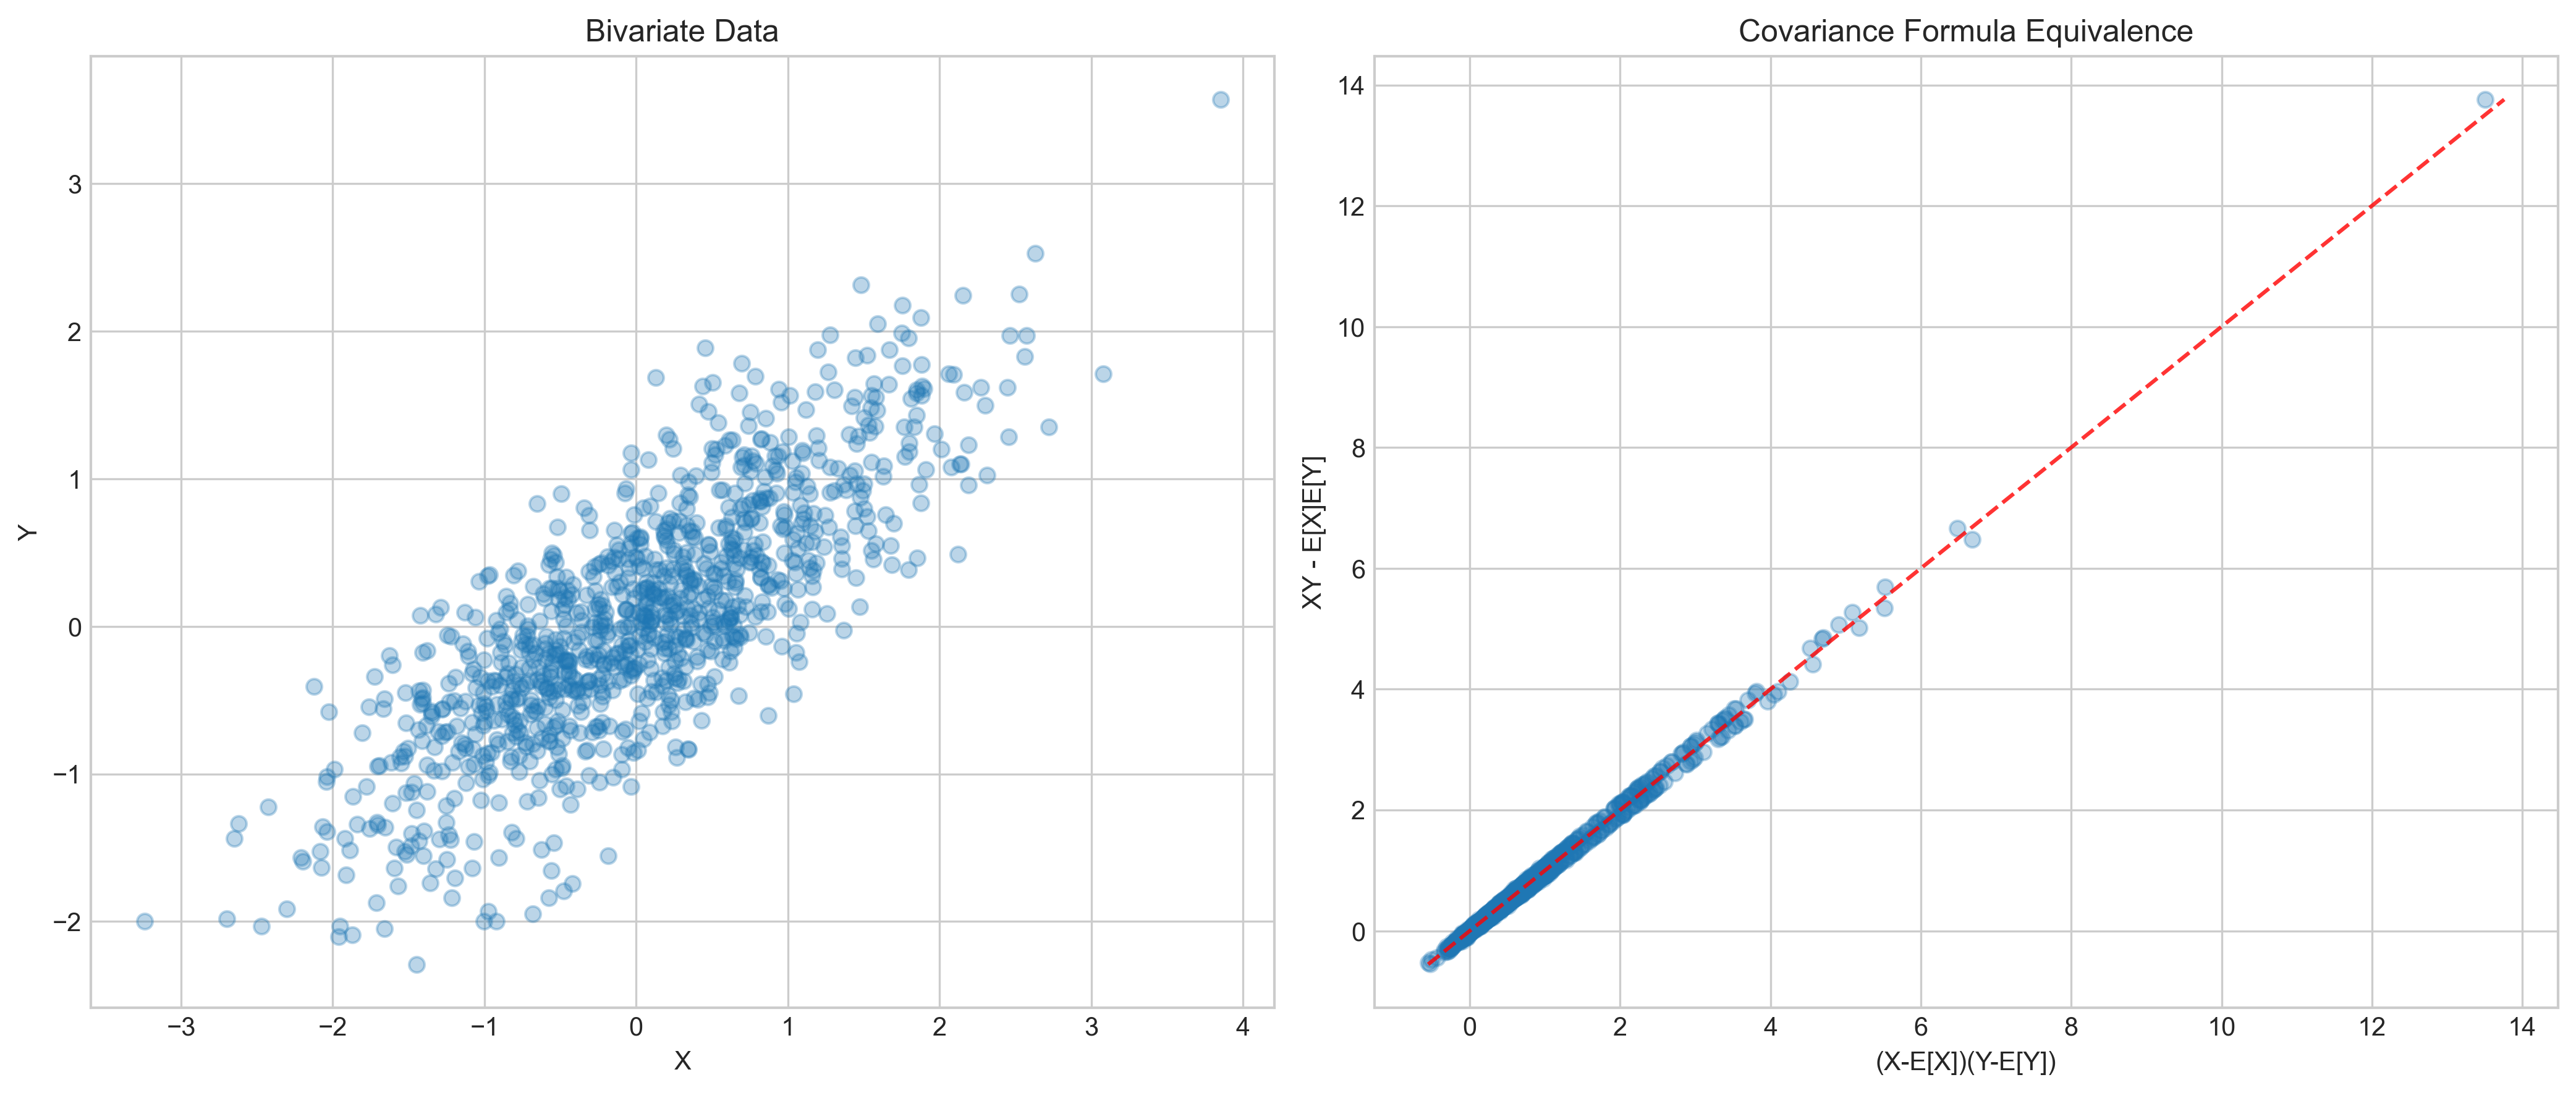 Bivariate Data
3
2
1
0
−1
−2
Y
−3 −2 −1 0 1 2 3 4
X
Covariance Formula Equivalence
14
12
10
8
6
4
2
0
XY - E[X]E[Y]
0 2 4 6 8 10 12 14
(X-E[X])(Y-E[Y])